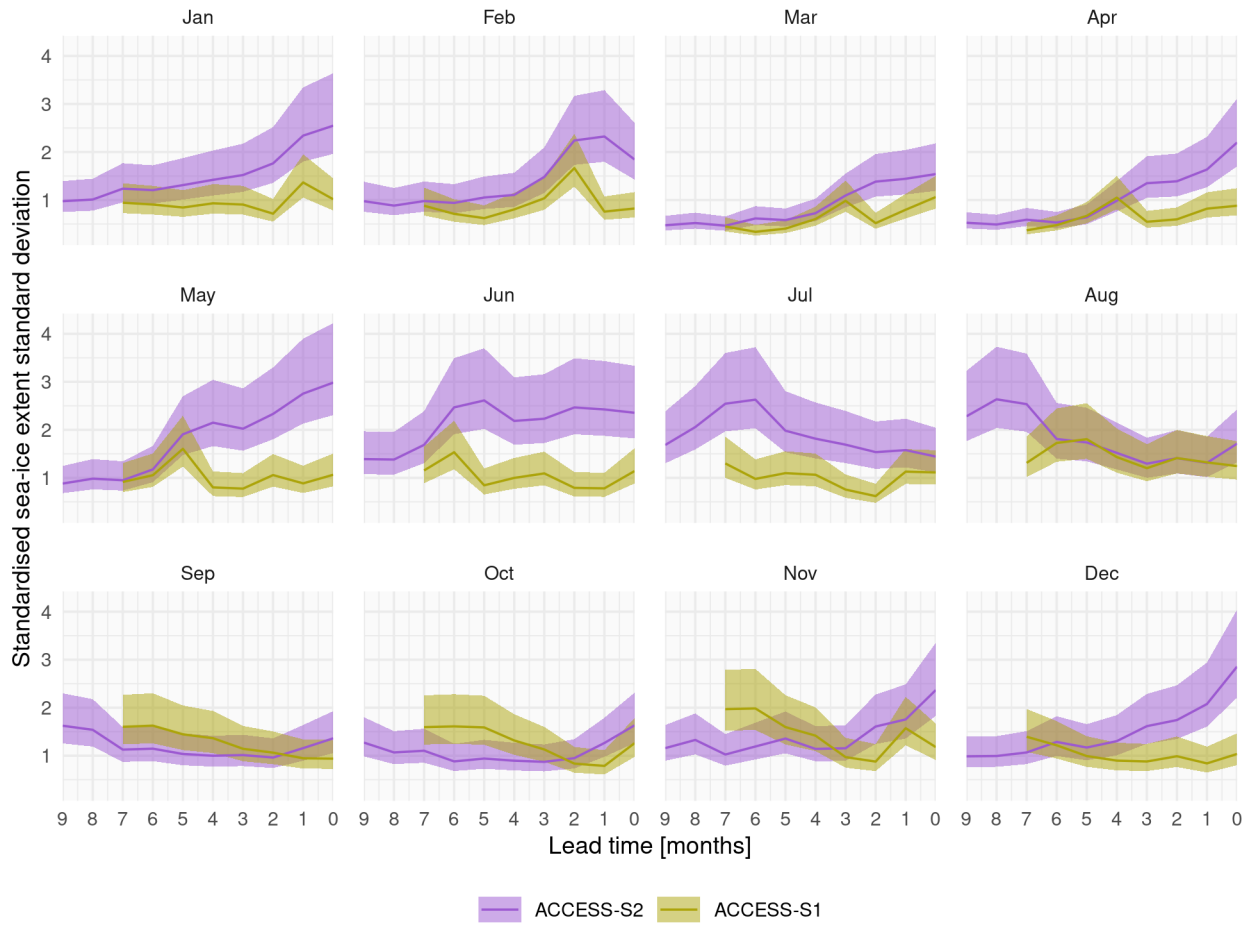 Jan Feb Mar Apr
4
3
2
1
May Jun Jul Aug
4
3
2
1
Sep Oct Nov Dec
4
3
2
1
9 8 7 6 5 4 3 2 1 0 9 8 7 6 5 4 3 2 1 0 9 8 7 6 5 4 3 2 1 0 9 8 7 6 5 4 3 2 1 0
Standardised sea-ice extent standard deviation
Lead time [months]
ACCESS-S2 ACCESS-S1